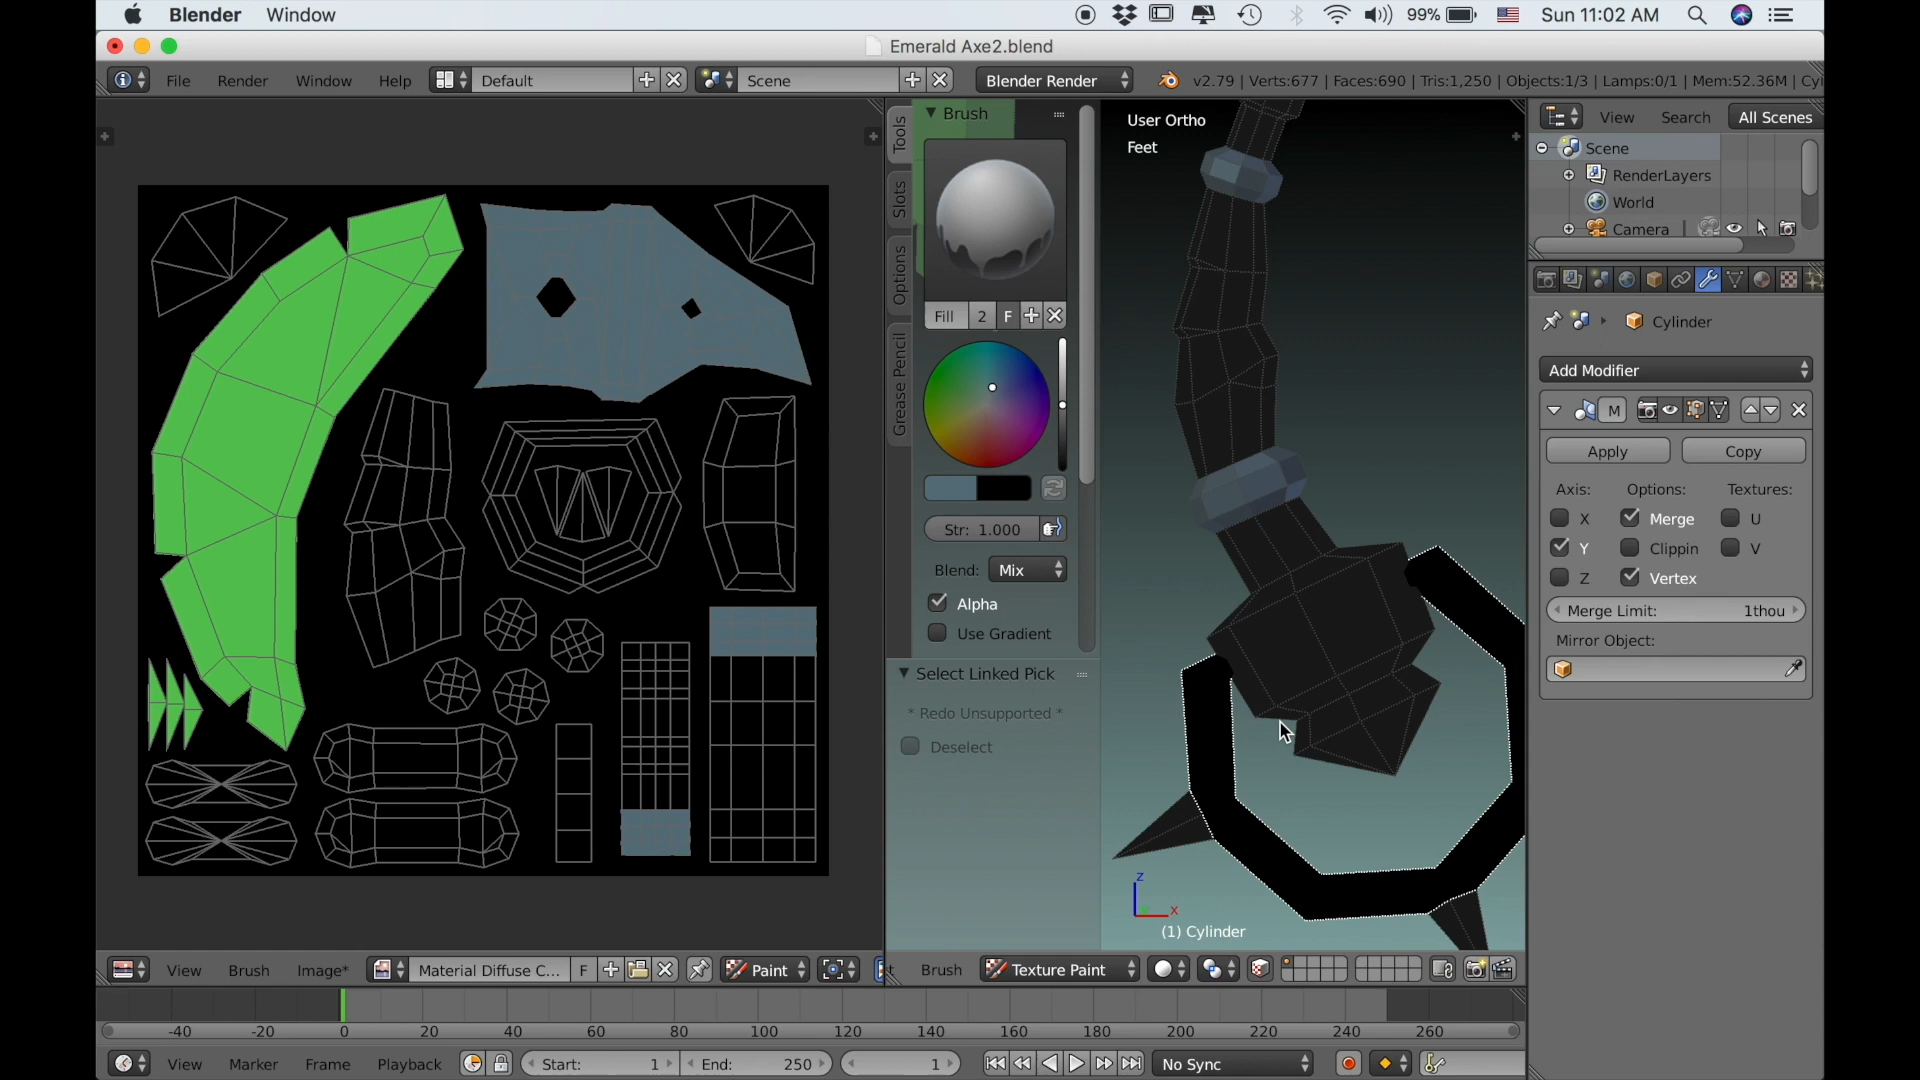 Blender Window 99% Sun 11:02 AM
Emerald Axe2.blend
File Render Window Help Default Scene Blender Render v2.79 | Verts:677 | Faces:690 | Tris:1,250 | Objects:1/3 | Lamps:0/1 | Mem:52.36M | Cyl
Tools
Slots
Options
Grease Pencil
Brush
Fill 2 F
Str: 1.000
Blend: Mix
Alpha
Use Gradient
Select Linked Pick
* Redo Unsupported *
Deselect
User Ortho
Feet
Z
X
(1) Cylinder
View Search All Scenes
Scene
RenderLayers
World
Camera
Cylinder
Add Modifier
M
Apply Copy
Axis: Options: Textures:
X Merge U
Y Clippin V
Z Vertex
Merge Limit: 1thou
Mirror Object:
View Brush Image* Material Diffuse C... F Paint
Brush Texture Paint
-40 -20 0 20 40 60 80 100 120 140 160 180 200 220 240 260
View Marker Frame Playback Start: 1 End: 250 1 No Sync